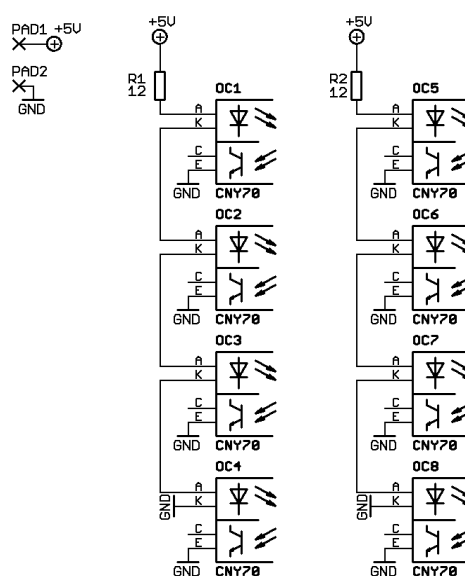 PAD1 +5V
PAD2
GND
+5V
R1
12
OC1
A
K
C
E
GND
CNY70
OC2
A
K
C
E
GND
CNY70
OC3
A
K
C
E
GND
CNY70
OC4
A
K
GND
C
E
GND
CNY70
+5V
R2
12
OC5
A
K
C
E
GND
CNY70
OC6
A
K
C
E
GND
CNY70
OC7
A
K
C
E
GND
CNY70
OC8
A
K
GND
C
E
GND
CNY70